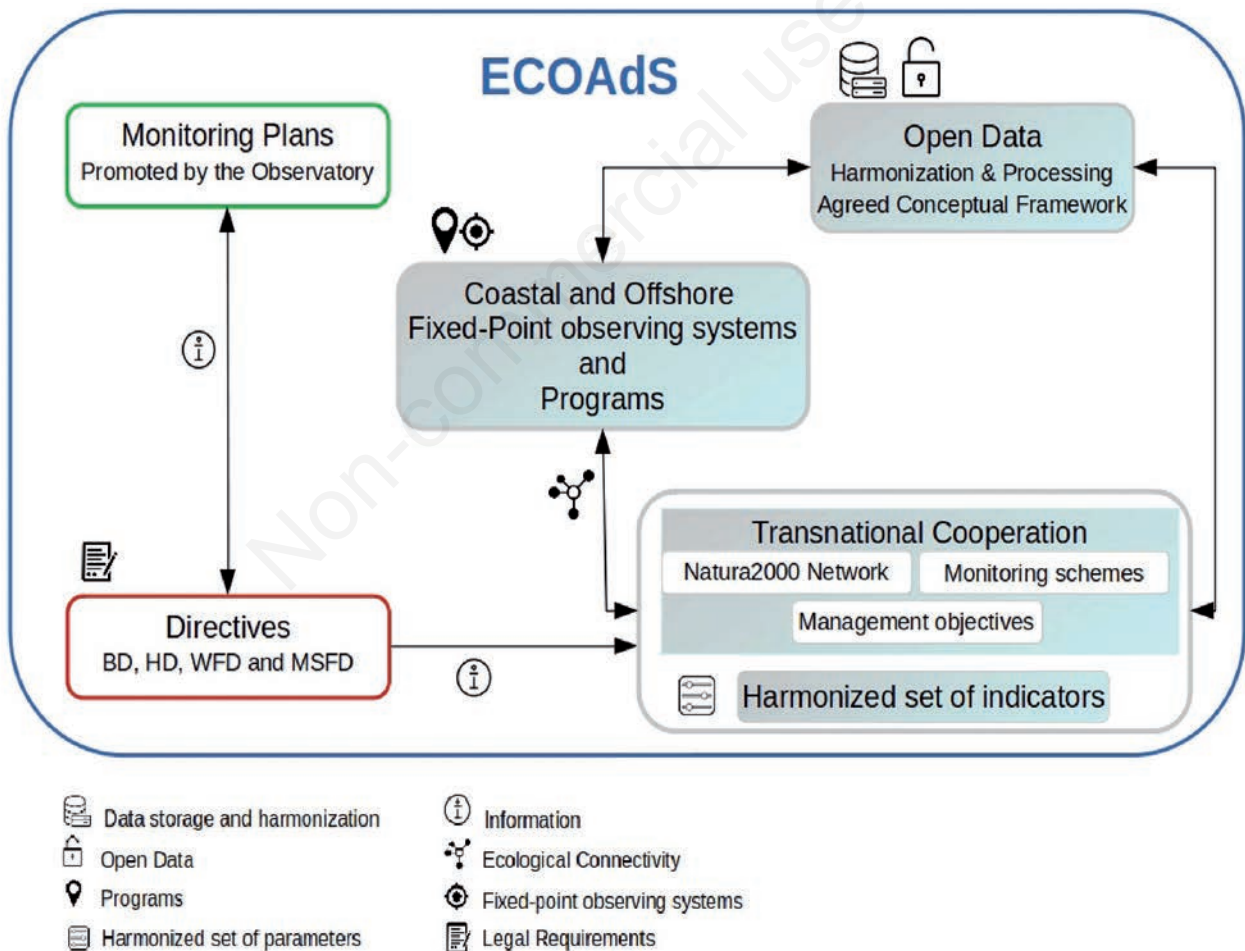 ECOAdS
Monitoring Plans
Promoted by the Observatory
Open Data
Harmonization & Processing
Agreed Conceptual Framework
Coastal and Offshore
Fixed-Point observing systems
and
Programs
Transnational Cooperation
Natura2000 Network
Monitoring schemes
Management objectives
Harmonized set of indicators
Directives
BD, HD, WFD and MSFD
Non-commercial use
Data storage and harmonization
Open Data
Programs
Harmonized set of parameters
Information
Ecological Connectivity
Fixed-point observing systems
Legal Requirements